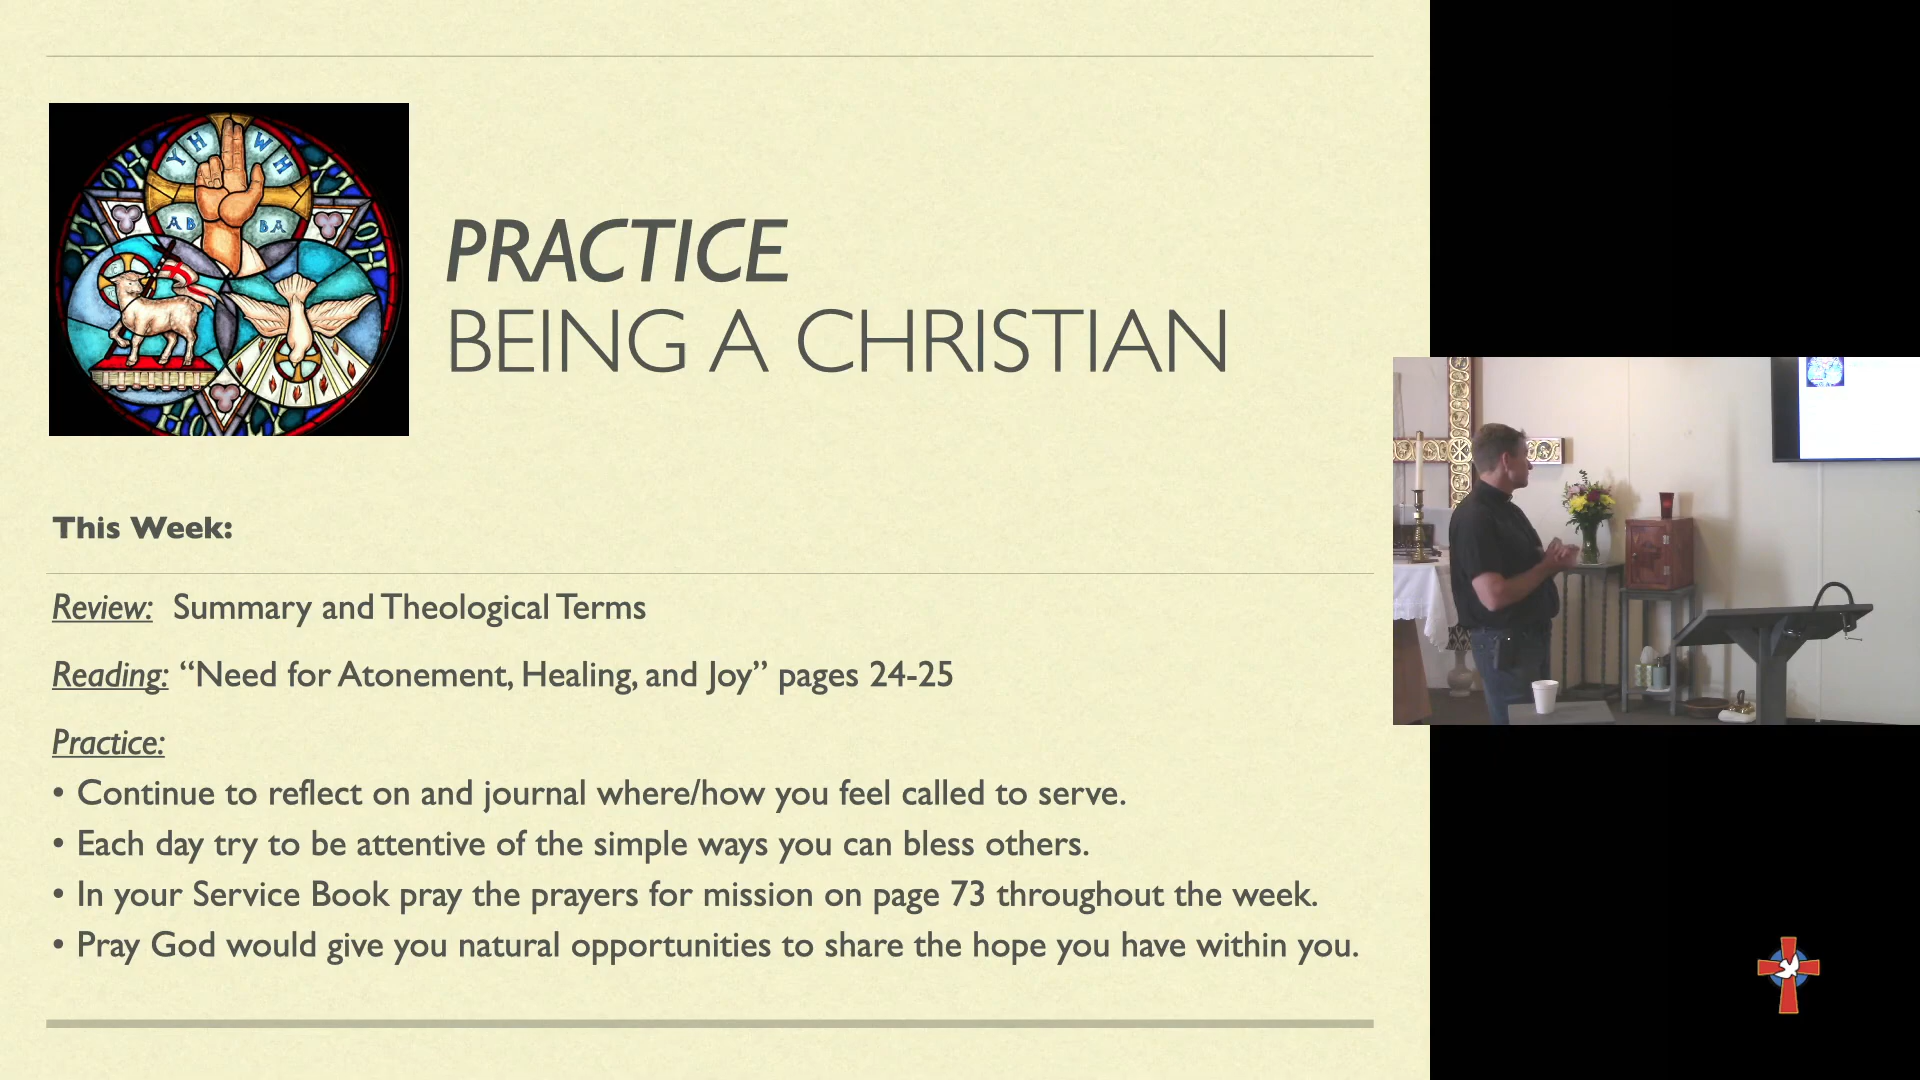 YH WH
AB BA
PRACTICE
BEING A CHRISTIAN
This Week:
Review: Summary and Theological Terms
Reading: “Need for Atonement, Healing, and Joy” pages 24-25
Practice:
• Continue to reflect on and journal where/how you feel called to serve.
• Each day try to be attentive of the simple ways you can bless others.
• In your Service Book pray the prayers for mission on page 73 throughout the week.
• Pray God would give you natural opportunities to share the hope you have within you.